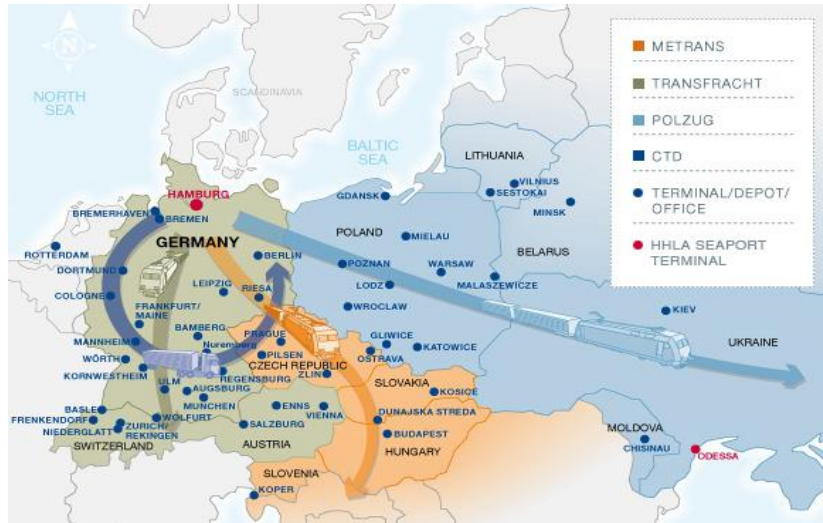 N
NORTH
SEA
SCANDINAVIA
BALTIC
SEA
METRANS
TRANSFRACHT
POLZUG
CTD
TERMINAL/DEPOT/
OFFICE
HHLA SEAPORT
TERMINAL
LITHUANIA
VILNIUS
SESTOKAI
MINSK
BELARUS
HAMBURG
BREMERHAVEN
BREMEN
GERMANY
ROTTERDAM
DORTMUND
COLOGNE
BERLIN
LEIPZIG
RIESA
FRANKFURT/
MAINE
BAMBERG
Nuremberg
MANNHEIM
WÖRTH
KORNWESTHEIM
ULM
REGENSBURG
AUGSBURG
MUNCHEN
BASLE
FRENKENDORF
NIEDERGLATT
ZURICH/
REKINGEN
WOLFURT
SWITZERLAND
GDANSK
POLAND
MIELAU
POZNAN
WARSAW
LODZ
MALASZEWICZE
WROCLAW
KIEV
UKRAINE
GLIWICE
KATOWICE
OSTRAVA
PRAGUE
PILSEN
CZECH REPUBLIC
ZLIN
SLOVAKIA
KOSICE
DUNAJSKA STREDA
BUDAPEST
HUNGARY
ENNS
VIENNA
SALZBURG
AUSTRIA
SLOVENIA
KOPER
MOLDOVA
CHISINAU
ODESSA